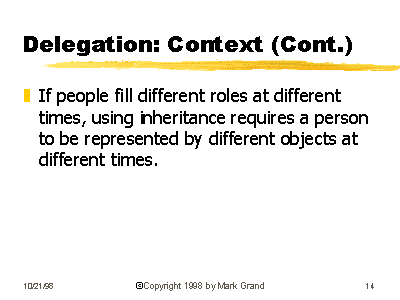 Delegation: Context (Cont.)
If people fill different roles at different
times, using inheritance requires a person
to be represented by different objects at
different times.
10/21/98 ©Copyright 1998 by Mark Grand 14